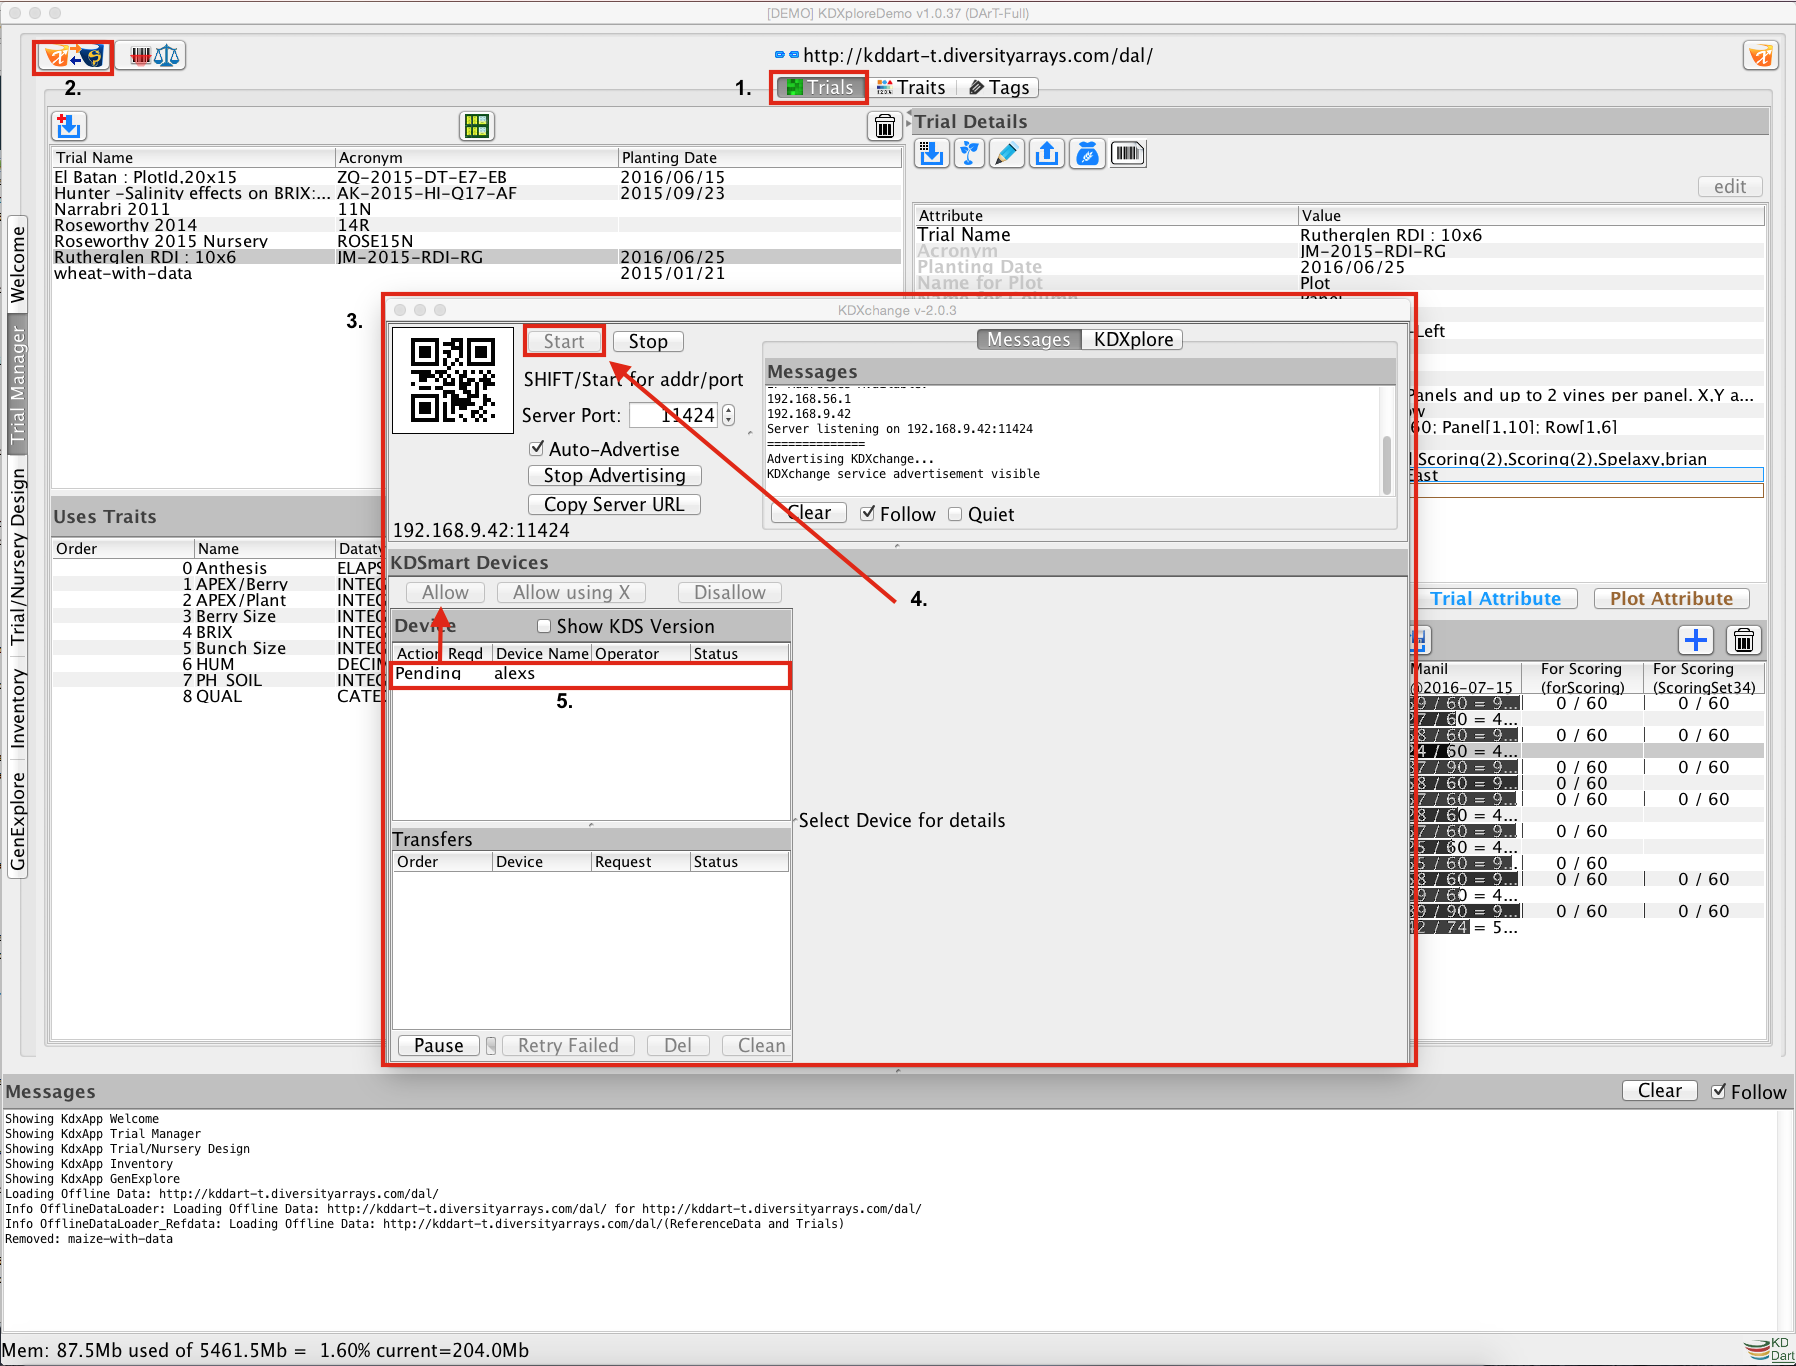 [DEMO] KDXploreDemo v1.0.37 (DArT-Full)
http://kddart-t.diversityarrays.com/dal/
2.
1.
Trials Traits Tags
Trial Name Acronym Planting Date
El Batan : PlotId,20x15 ZQ-2015-DT-E7-EB 2016/06/15
Hunter -Salinity effects on BRIX:... AK-2015-HI-Q17-AF 2015/09/23
Narrabri 2011 11N
Roseworthy 2014 14R
Roseworthy 2015 Nursery ROSE15N
Rutherglen RDI : 10x6 JM-2015-RDI-RG 2016/06/25
wheat-with-data 2015/01/21
Trial Details
edit
Attribute Value
Trial Name Rutherglen RDI : 10x6
Acronym JM-2015-RDI-RG
Planting Date 2016/06/25
Name for Plot Plot
Name for Column Panel
-Left
Panels and up to 2 vines per panel. X,Y a...
60; Panel[1,10]; Row[1,6]
Scoring(2),Scoring(2),Spelaxy,brian
East
Trial Attribute Plot Attribute
Manil For Scoring For Scoring
@2016-07-15 (forScoring) (ScoringSet34)
/ 60 = 9... 0 / 60 0 / 60
/ 60 = 4...
/ 60 = 9... 0 / 60 0 / 60
/ 60 = 4...
/ 90 = 9... 0 / 60 0 / 60
/ 60 = 9... 0 / 60
/ 60 = 9... 0 / 60 0 / 60
/ 60 = 4...
/ 60 = 9... 0 / 60
/ 60 = 4...
/ 60 = 9... 0 / 60
/ 60 = 9... 0 / 60 0 / 60
/ 60 = 4...
/ 90 = 9... 0 / 60 0 / 60
/ 74 = 5...
Welcome
Trial Manager
Trial/Nursery Design
Inventory
GenExplore
Uses Traits
Order Name Dataty
0 Anthesis ELAPS
1 APEX/Berry INTEG
2 APEX/Plant INTEG
3 Berry Size INTEG
4 BRIX INTEG
5 Bunch Size INTEG
6 HUM DECIM
7 PH_SOIL INTEG
8 QUAL CATE
3.
KDXchange v-2.0.3
Start Stop
SHIFT/Start for addr/port
Server Port: 11424
Auto-Advertise
Stop Advertising
Copy Server URL
192.168.9.42:11424
Messages KDXplore
Messages
192.168.56.1
192.168.9.42
Server listening on 192.168.9.42:11424
==============
Advertising KDXchange...
KDXchange service advertisement visible
Clear Follow Quiet
KDSmart Devices
Allow Allow using X Disallow
4.
Device Show KDS Version
Action Reqd Device Name Operator Status
Pending alexs
5.
Select Device for details
Transfers
Order Device Request Status
Pause Retry Failed Del Clean
Messages Clear Follow
Showing KdxApp Welcome
Showing KdxApp Trial Manager
Showing KdxApp Trial/Nursery Design
Showing KdxApp Inventory
Showing KdxApp GenExplore
Loading Offline Data: http://kddart-t.diversityarrays.com/dal/
Info OfflineDataLoader: Loading Offline Data: http://kddart-t.diversityarrays.com/dal/ for http://kddart-t.diversityarrays.com/dal/
Info OfflineDataLoader_Refdata: Loading Offline Data: http://kddart-t.diversityarrays.com/dal/(ReferenceData and Trials)
Removed: maize-with-data
Mem: 87.5Mb used of 5461.5Mb = 1.60% current=204.0Mb
KD
Dart